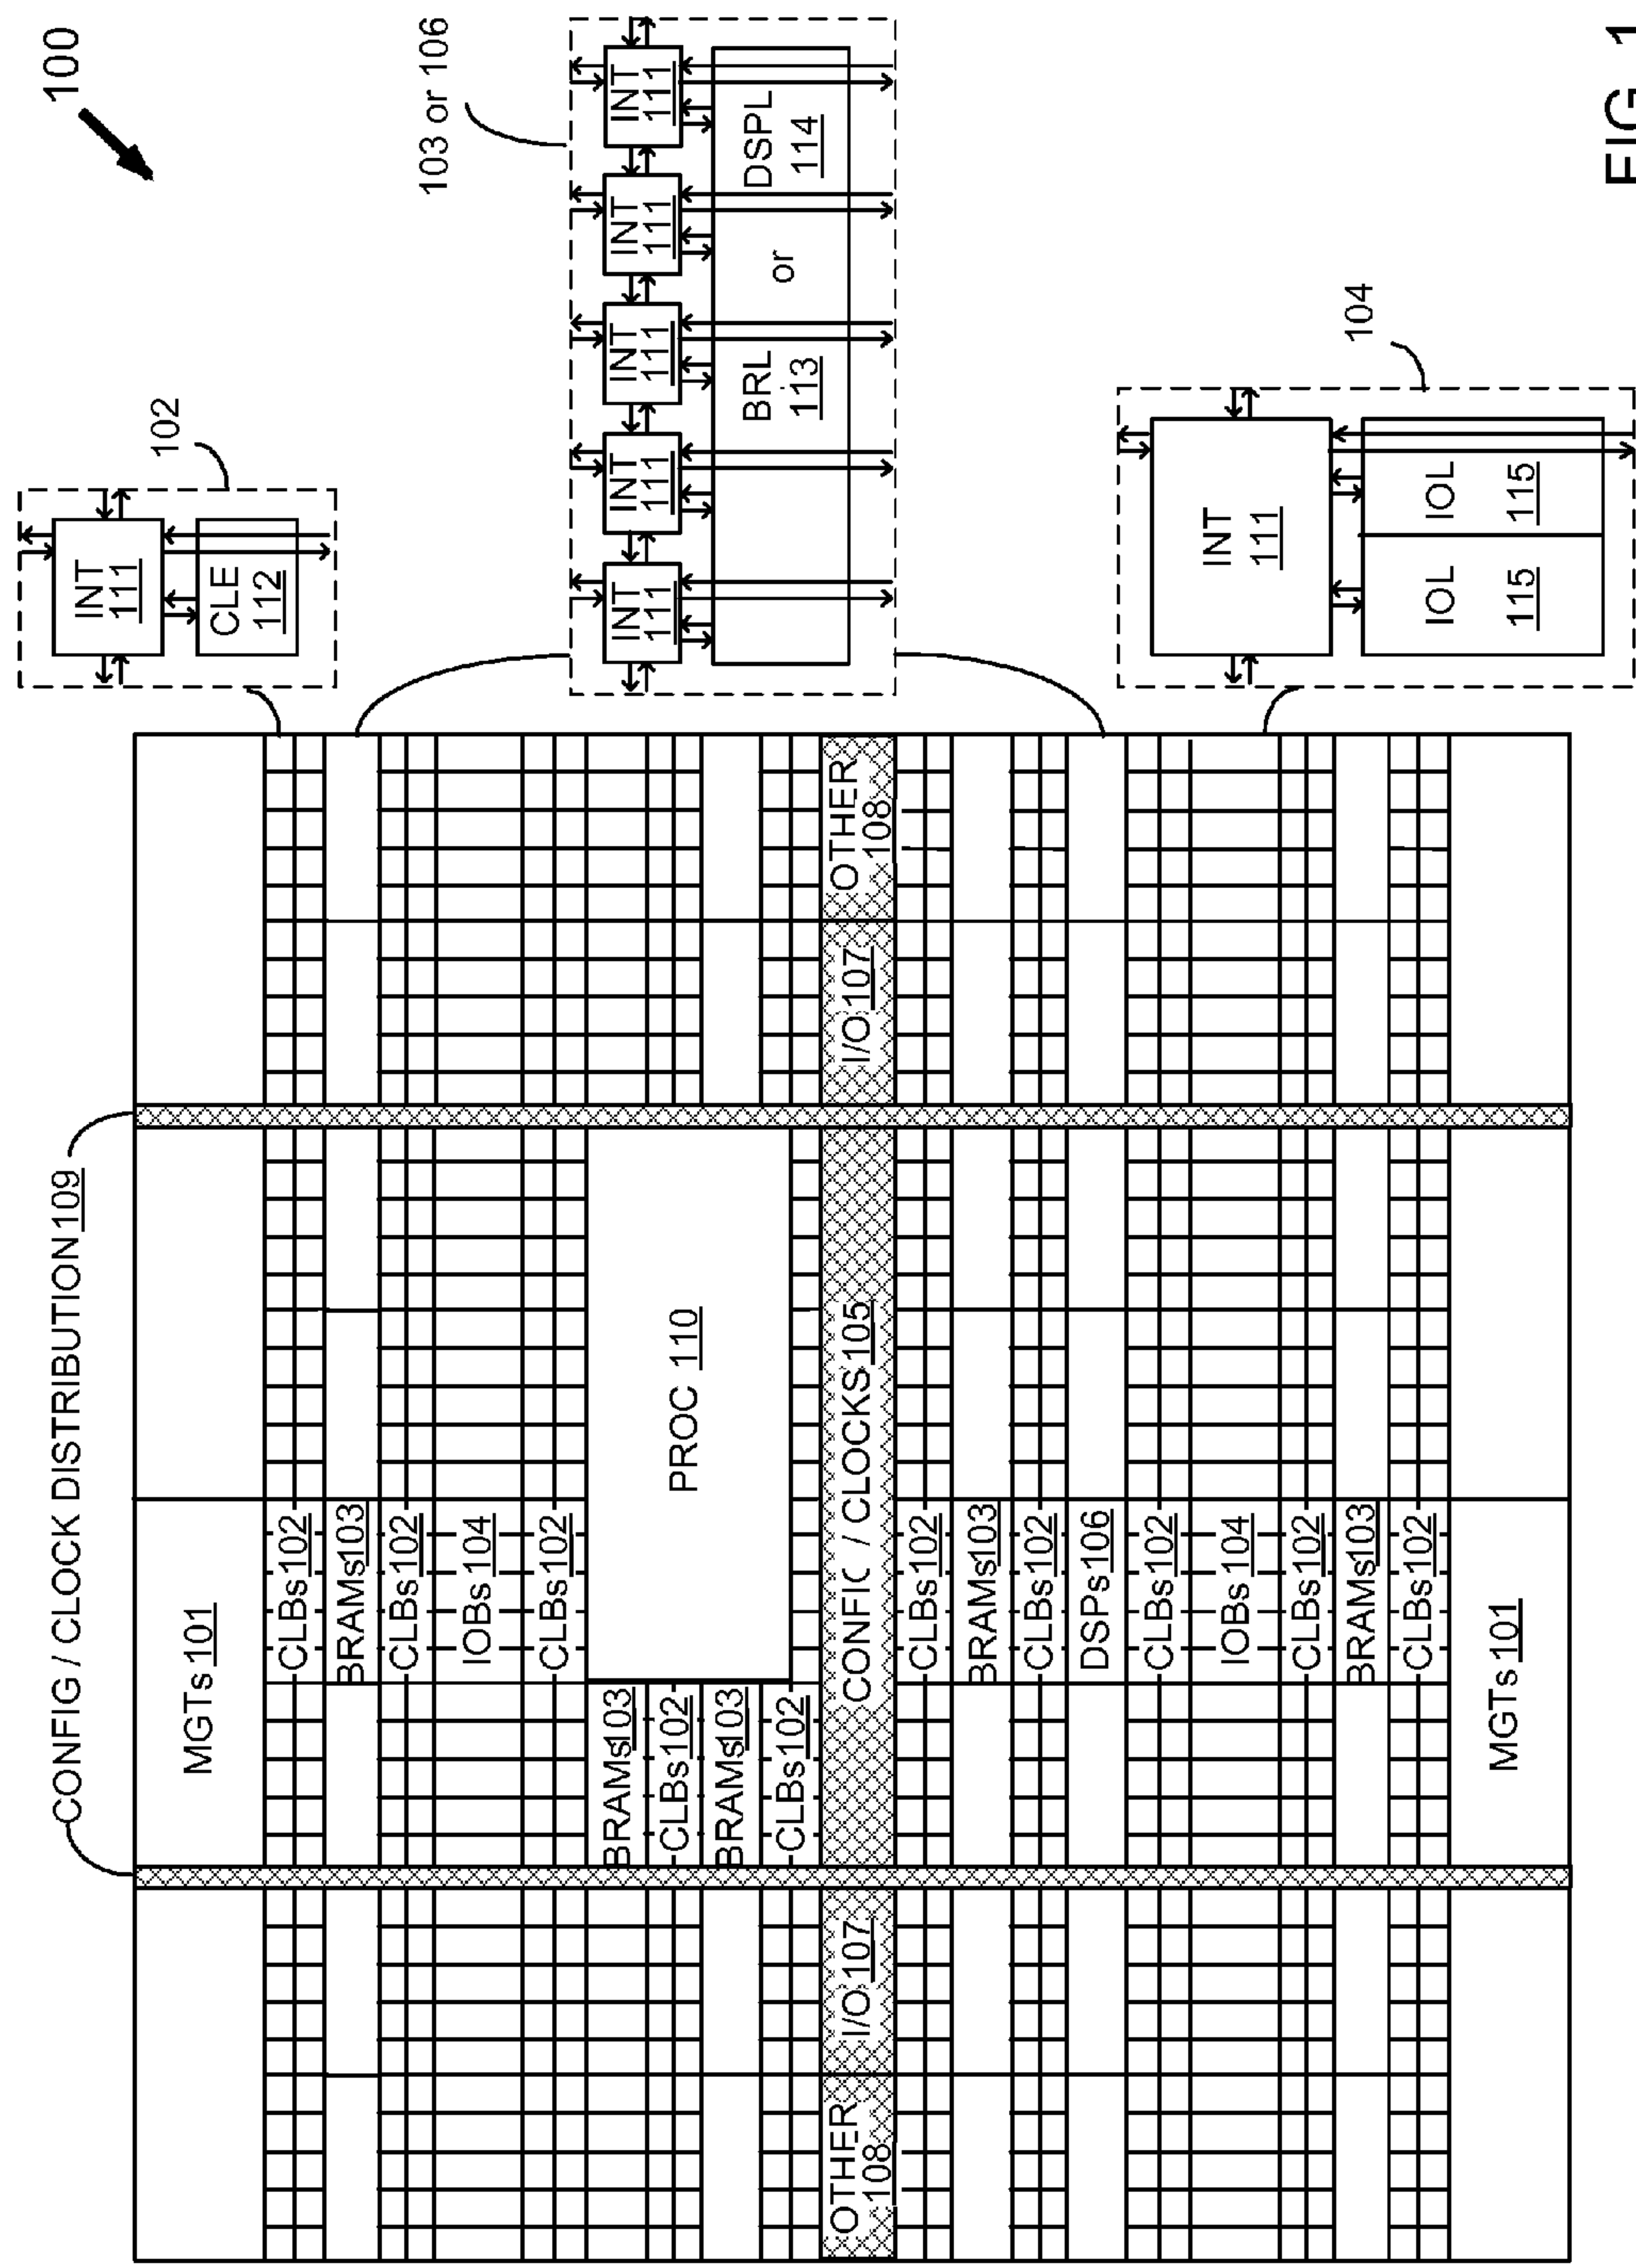 100
CONFIG / CLOCK DISTRIBUTION 109
MGTs 101
CLBs 102
BRAMs 103
CLBs 102
IOBs 104
CLBs 102
BRAMs 103
CLBs 102
BRAMs 103
CLBs 102
PROC 110
OTHER
108
I/O 107
CONFIG / CLOCKS 105
I/O 107
OTHER
108
CLBs 102
BRAMs 103
CLBs 102
DSPs 106
CLBs 102
IOBs 104
CLBs 102
BRAMs 103
CLBs 102
MGTs 101
102
INT
111
CLE
112
103 or 106
INT
111
INT
111
INT
111
INT
111
INT
111
BRL
113
or
DSPL
114
104
INT
111
IOL
115
IOL
115